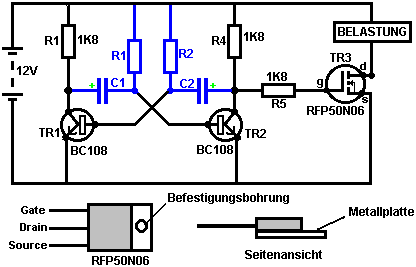 BELASTUNG
R1 1K8 R1 R2 R4 1K8
TR3
12V
C1 C2
1K8
d
g
s
R5
RFP50N06
TR1 TR2
BC108 BC108
Befestigungsbohrung
Gate
Drain
Source
RFP50N06
Metallplatte
Seitenansicht